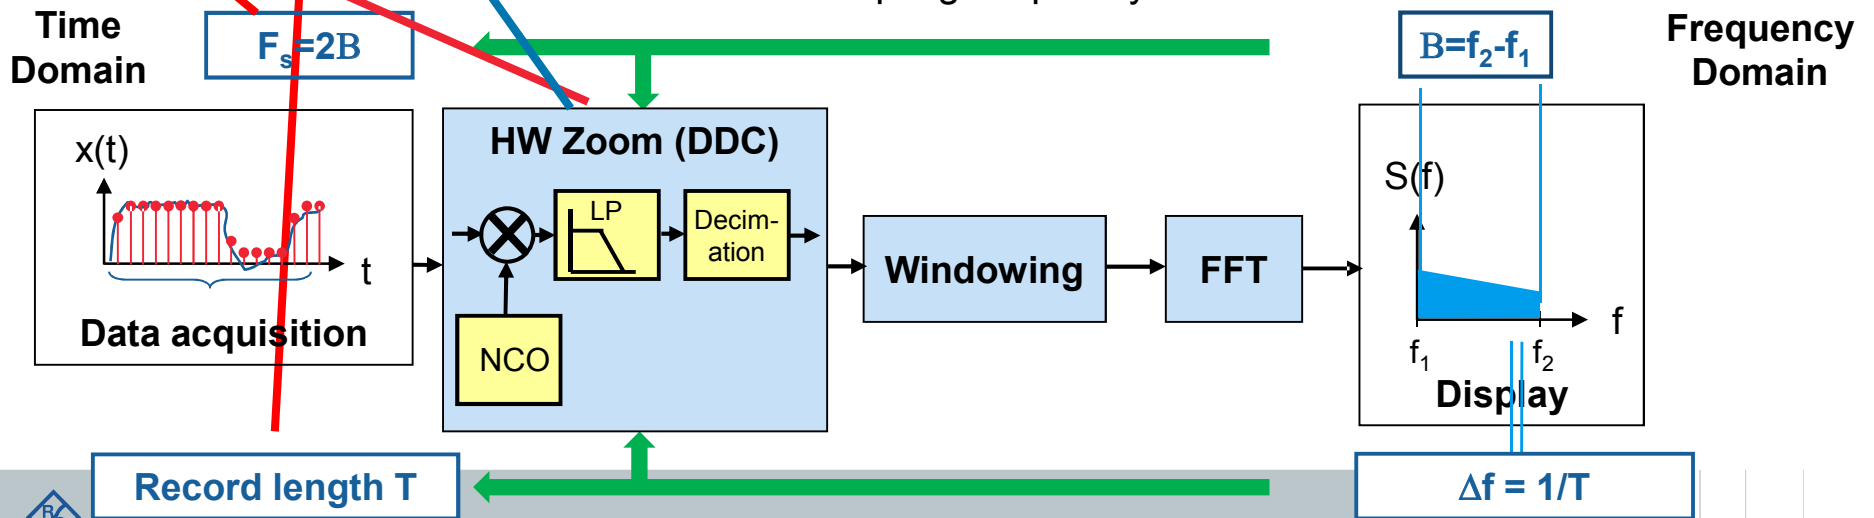 Time
Domain
Fs=2B
B=f2-f1
Frequency
Domain
x(t)
t
Data acquisition
HW Zoom (DDC)
LP
Decim-
ation
NCO
Windowing
FFT
S(f)
f
f1
f2
Display
Record length T
Δf = 1/T